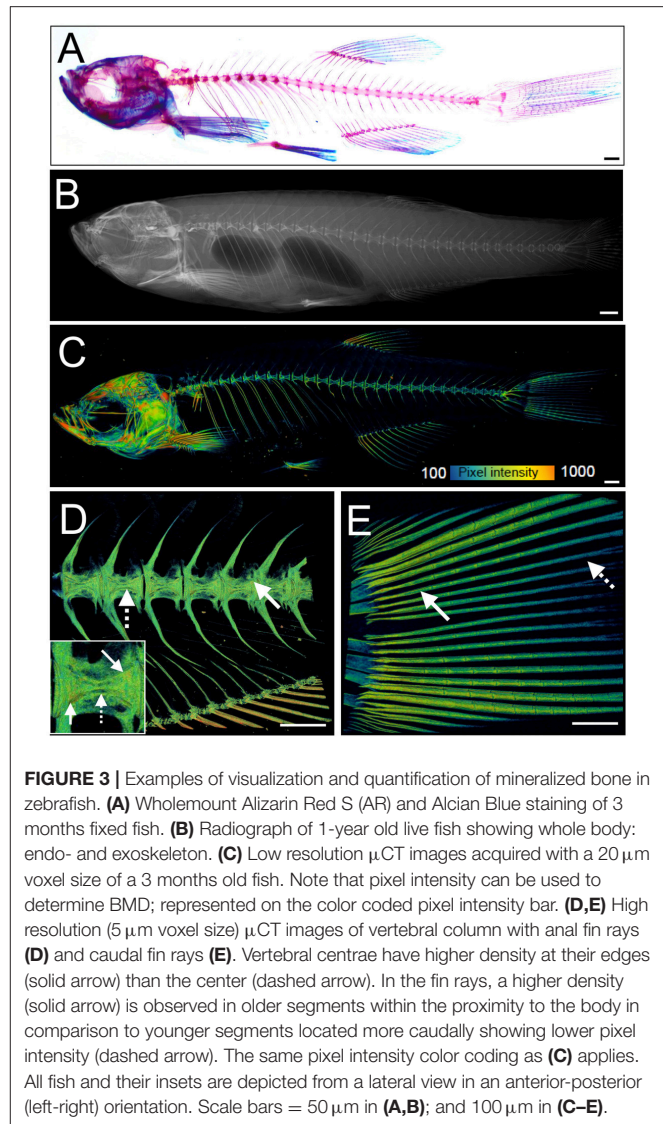 A
B
C
100 Pixel intensity 1000
D
E
FIGURE 3 | Examples of visualization and quantification of mineralized bone in
zebrafish. (A) Wholemount Alizarin Red S (AR) and Alcian Blue staining of 3
months fixed fish. (B) Radiograph of 1-year old live fish showing whole body:
endo- and exoskeleton. (C) Low resolution μCT images acquired with a 20 μm
voxel size of a 3 months old fish. Note that pixel intensity can be used to
determine BMD; represented on the color coded pixel intensity bar. (D,E) High
resolution (5 μm voxel size) μCT images of vertebral column with anal fin rays
(D) and caudal fin rays (E). Vertebral centrae have higher density at their edges
(solid arrow) than the center (dashed arrow). In the fin rays, a higher density
(solid arrow) is observed in older segments within the proximity to the body in
comparison to younger segments located more caudally showing lower pixel
intensity (dashed arrow). The same pixel intensity color coding as (C) applies.
All fish and their insets are depicted from a lateral view in an anterior-posterior
(left-right) orientation. Scale bars = 50 μm in (A,B); and 100 μm in (C–E).